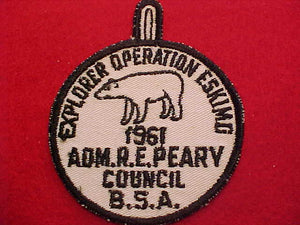 EXPLORER OPERATION ESKIMO
1961
ADM.R.E.PEARY
COUNCIL
B.S.A.